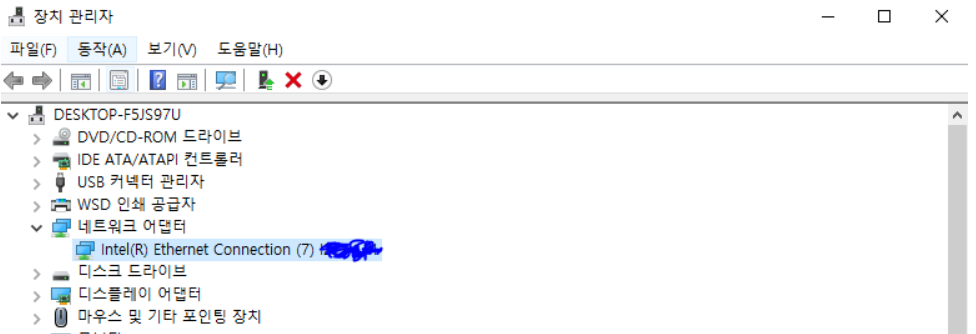 장치 관리자
파일(F) 동작(A) 보기(V) 도움말(H)
DESKTOP-F5JS97U
DVD/CD-ROM 드라이브
IDE ATA/ATAPI 컨트롤러
USB 커넥터 관리자
WSD 인쇄 공급자
네트워크 어댑터
Intel(R) Ethernet Connection (7)
디스크 드라이브
디스플레이 어댑터
마우스 및 기타 포인팅 장치